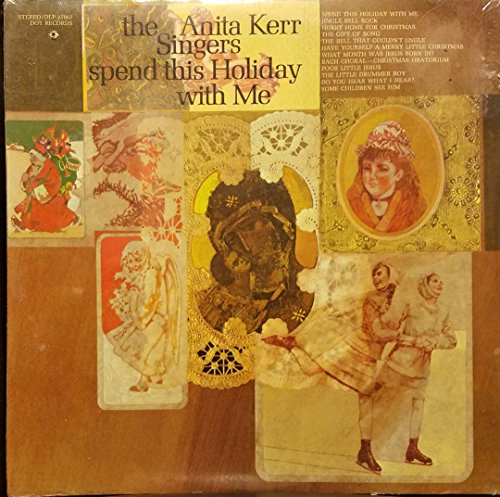 STEREO/DLP 25861
DOT RECORDS
the Anita Kerr
Singers
spend this Holiday
with Me
SPEND THIS HOLIDAY WITH ME
JINGLE BELL ROCK
HURRY HOME FOR CHRISTMAS
THE GIFT OF SONG
THE BELL THAT COULDN'T JINGLE
HAVE YOURSELF A MERRY LITTLE CHRISTMAS
WHAT MONTH WAS JESUS BORN IN?
BACH CHORAL—CHRISTMAS ORATORIUM
POOR LITTLE JESUS
THE LITTLE DRUMMER BOY
DO YOU HEAR WHAT I HEAR?
SOME CHILDREN SEE HIM